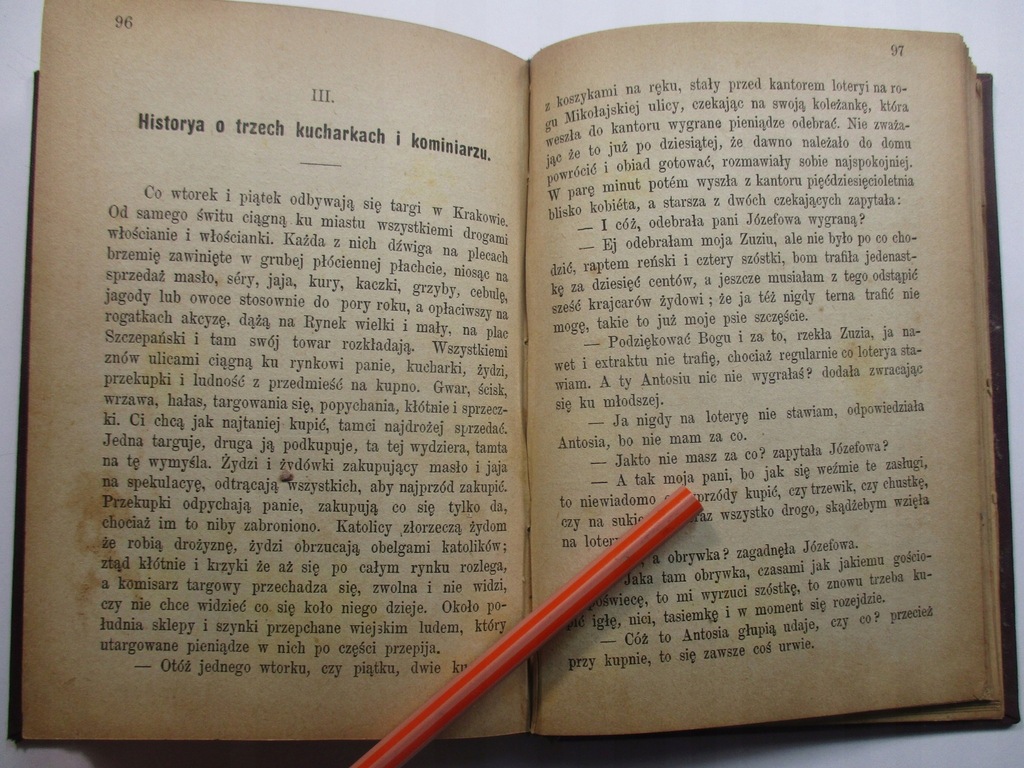 96
III.
Historya o trzech kucharkach i kominiarzu.
Co wtorek i piątek odbywają się targi w Krakowie.
Od samego świtu ciągną ku miastu wszystkiemi drogami
włościanie i włościanki. Każda z nich dźwiga na plecach
brzemię zawinięte w grubej płóciennej płachcie, niosąc na
sprzedaż masło, séry, jaja, kury, kaczki, grzyby, cebulę,
jagody lub owoce stosownie do pory roku, a opłaciwszy na
rogatkach akcyzę, dążą na Rynek wielki i mały, na plac
Szczepański i tam swój towar rozkładają. Wszystkiemi
znów ulicami ciągną ku rynkowi panie, kucharki, żydzi,
przekupki i ludność z przedmieść na kupno. Gwar, ścisk,
wrzawa, hałas, targowania się, popychania, kłótnie i sprzecz-
ki. Ci chcą jak najtaniej kupić, tamci najdrożej sprzedać.
Jedna targuje, druga ją podkupuje, ta tej wydziera, tamta
na tę wymyśla. Żydzi i żydówki zakupujący masło i jaja
na spekulacyę, odtrącają wszystkich, aby najprzód zakupić.
Przekupki odpychają panie, zakupują co się tylko da,
chociaż im to niby zabroniono. Katolicy złorzeczą żydom
że robią drożyznę, żydzi obrzucają obelgami katolików;
ztąd kłótnie i krzyki że aż się po całym rynku rozlega,
a komisarz targowy przechadza się, zwolna i nie widzi,
czy nie chce widzieć co się koło niego dzieje. Około po-
łudnia sklepy i szynki przepchane wiejskim ludem, który
utargowane pieniądze w nich po części przepija.
— Otóż jednego wtorku, czy piątku, dwie
97
z koszykami na ręku, stały przed kantorem loteryi na ro-
gu Mikołajskiej ulicy, czekając na swoją koleżankę, która
weszła do kantoru wygrane pieniądze odebrać. Nie zważa-
jąc że to już po dziesiątej, że dawno należało do domu
powrócić i obiad gotować, rozmawiały sobie najspokojniej.
W parę minut potém wyszła z kantoru pięćdziesięcioletnia
blisko kobiéta, a starsza z dwóch czekających zapytała:
— I cóż, odebrała pani Józefowa wygraną?
— Ej odebrałam moja Zuziu, ale nie było po co cho-
dzić, raptem reński i cztery szóstki, bom trafiła jedenast-
kę za dziesięć centów, a jeszcze musiałam z tego odstąpić
sześć krajcarów żydowi; że ja téż nigdy terna trafić nie
mogę, takie to już moje psie szczęście.
— Podziękować Bogu i za to, rzekła Zuzia, ja na-
wet i extraktu nie trafię, chociaż regularnie co loterya sta-
wiam. A ty Antosiu nic nie wygrałaś? dodała zwracając
się ku młodszej.
— Ja nigdy na loteryę nie stawiam, odpowiedziała
Antosia, bo nie mam za co.
— Jakto nie masz za co? zapytała Józefowa?
— A tak moja pani, bo jak się weźmie te zasługi,
to niewiadomo przódy kupić, czy trzewik, czy chustkę,
czy na wszystko drogo, skądżebym wzięła
na
a obrywka? zagadnęła Józefowa.
Jaka tam obrywka, czasami jak jakiemu gościo-
poświecę, to mi wyrzuci szóstkę, to znowu trzeba ku-
pić igłę, nici, tasiemkę i w moment się rozejdzie.
— Cóż to Antosia głupią udaje, czy co? przecież
przy kupnie, to się zawsze coś urwie.